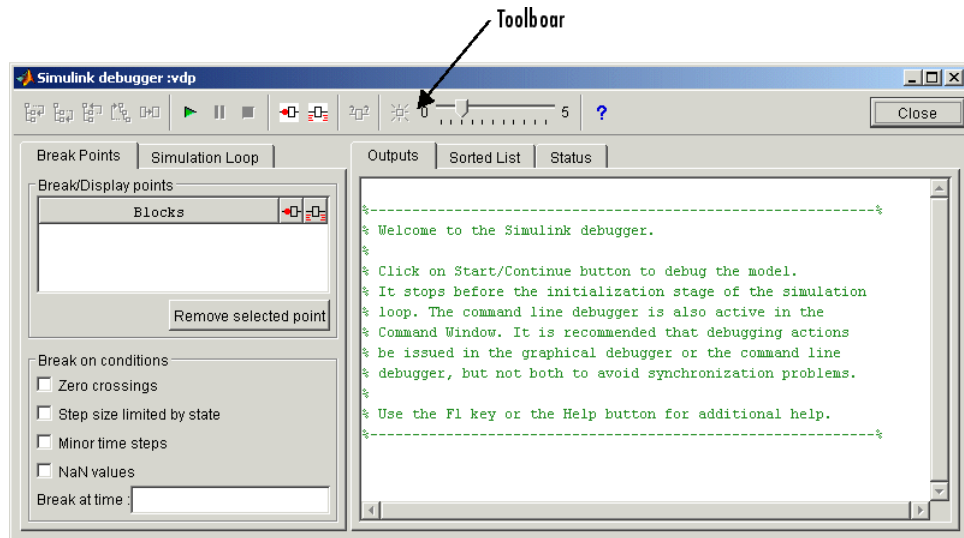 Toolboar
Simulink debugger :vdp
0 5 ? Close
Break Points Simulation Loop
Break/Display points
Blocks
Remove selected point
Break on conditions
Zero crossings
Step size limited by state
Minor time steps
NaN values
Break at time :
Outputs Sorted List Status
%----------------------------------------------------------------%
% Welcome to the Simulink debugger.
%
% Click on Start/Continue button to debug the model.
% It stops before the initialization stage of the simulation
% loop. The command line debugger is also active in the
% Command Window. It is recommended that debugging actions
% be issued in the graphical debugger or the command line
% debugger, but not both to avoid synchronization problems.
%
% Use the F1 key or the Help button for additional help.
%----------------------------------------------------------------%